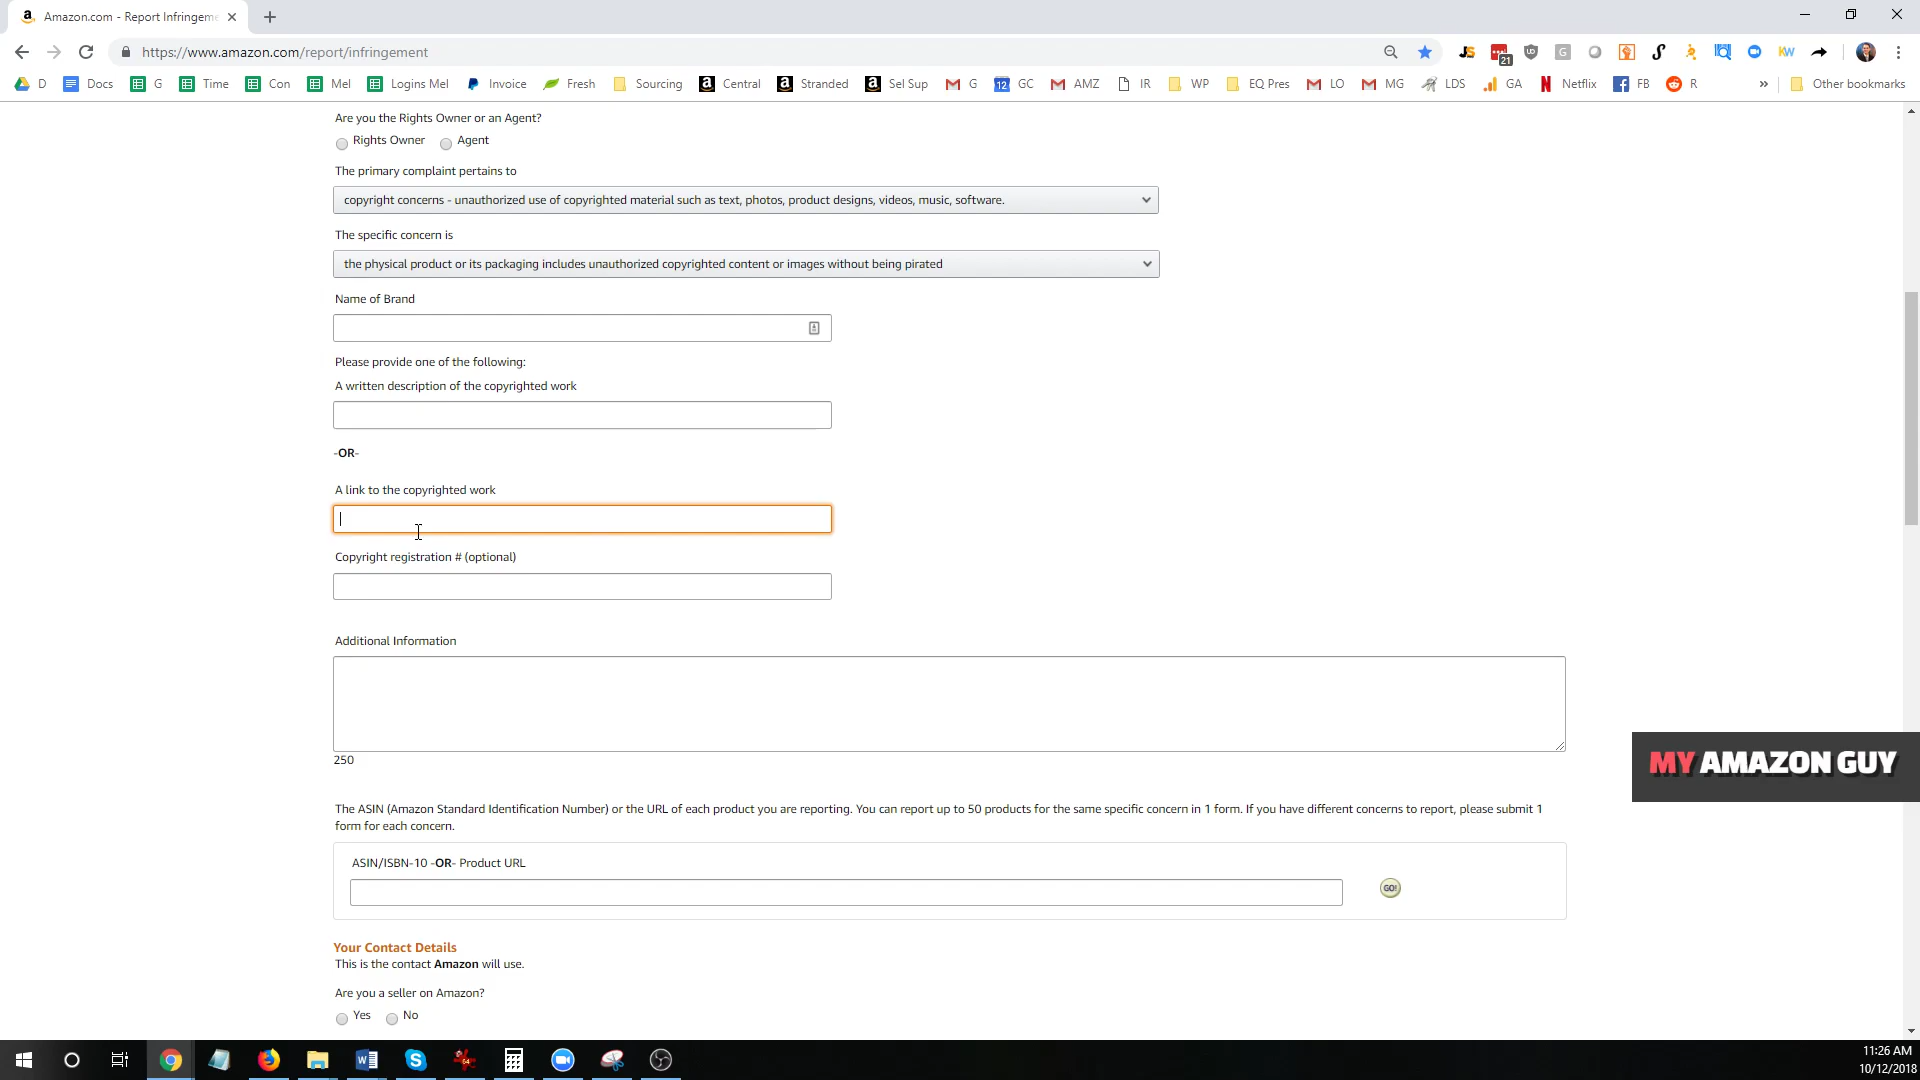 Amazon.com - Report Infringeme
https://www.amazon.com/report/infringement
21
D Docs G Time Con Mel Logins Mel Invoice Fresh Sourcing Central Stranded Sel Sup G 12 GC AMZ IR WP EQ Pres LO MG LDS GA Netflix FB R » Other bookmarks
Are you the Rights Owner or an Agent?
Rights Owner Agent
The primary complaint pertains to
copyright concerns - unauthorized use of copyrighted material such as text, photos, product designs, videos, music, software.
The specific concern is
the physical product or its packaging includes unauthorized copyrighted content or images without being pirated
Name of Brand
Please provide one of the following:
A written description of the copyrighted work
-OR-
A link to the copyrighted work
Copyright registration # (optional)
Additional Information
250
MY AMAZON GUY
The ASIN (Amazon Standard Identification Number) or the URL of each product you are reporting. You can report up to 50 products for the same specific concern in 1 form. If you have different concerns to report, please submit 1
form for each concern.
ASIN/ISBN-10 -OR- Product URL
GO!
Your Contact Details
This is the contact Amazon will use.
Are you a seller on Amazon?
Yes No
11:26 AM
10/12/2018